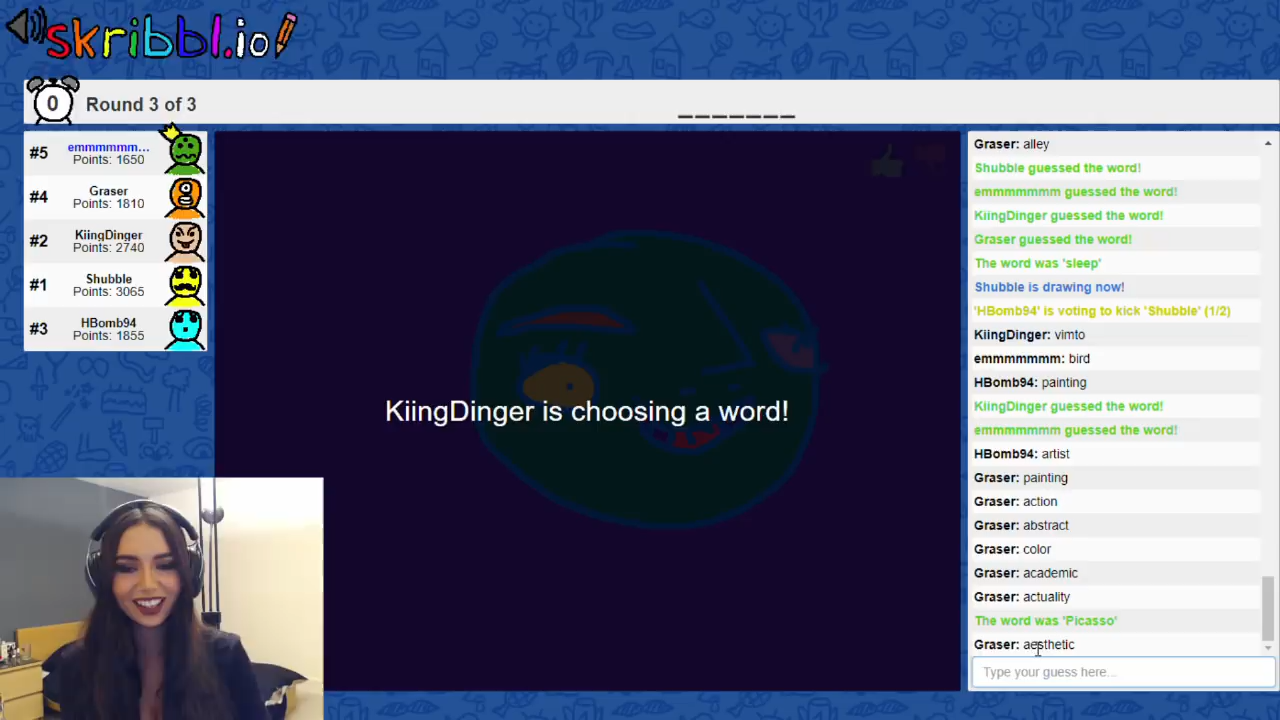 skribbl.io
0
Round 3 of 3
_______
#5
emmmmmm...
Points: 1650
#4
Graser
Points: 1810
#2
KiingDinger
Points: 2740
#1
Shubble
Points: 3065
#3
HBomb94
Points: 1855
KiingDinger is choosing a word!
Graser: alley
Shubble guessed the word!
emmmmmmm guessed the word!
KiingDinger guessed the word!
Graser guessed the word!
The word was 'sleep'
Shubble is drawing now!
'HBomb94' is voting to kick 'Shubble' (1/2)
KiingDinger: vimto
emmmmmmm: bird
HBomb94: painting
KiingDinger guessed the word!
emmmmmmm guessed the word!
HBomb94: artist
Graser: painting
Graser: action
Graser: abstract
Graser: color
Graser: academic
Graser: actuality
The word was 'Picasso'
Graser: aesthetic
Type your guess here...